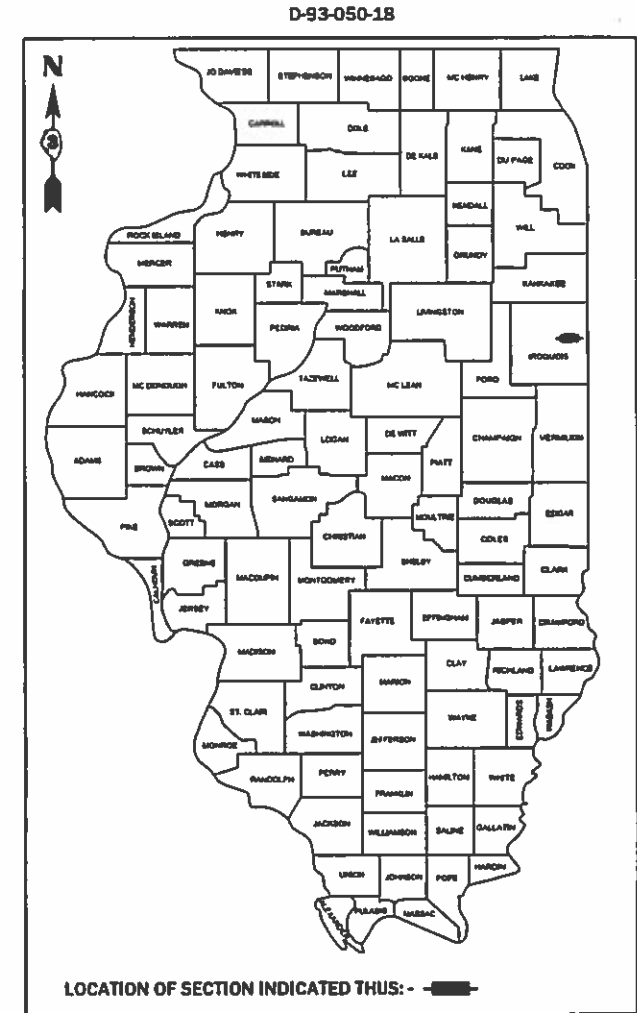 D-93-050-18
N
3
JO DAVIESS STEPHENSON WINNEBAGO BOONE MC HENRY LAKE
CARROLL OGLE DE KALB KANE DU PAGE COOK
WHITESIDE LEE KENDALL WILL
ROCK ISLAND HENRY BUREAU LA SALLE GRUNDY
MERCER PUTNAM KANKAKEE
STARK MARSHALL
HENDERSON WARREN KNOX PEORIA WOODFORD LIVINGSTON IROQUOIS
HANCOCK MC DONOUGH FULTON TAZEWELL MC LEAN FORD
SCHUYLER MASON LOGAN DE WITT CHAMPAIGN VERMILION
ADAMS BROWN CASS MENARD MACON PIATT
MORGAN SANGAMON MOULTRIE DOUGLAS EDGAR
PIKE SCOTT CHRISTIAN COLES
CALHOUN GREENE MACOUPIN MONTGOMERY SHELBY CUMBERLAND CLARK
JERSEY FAYETTE EFFINGHAM JASPER CRAWFORD
MADISON BOND CLAY RICHLAND LAWRENCE
CLINTON MARION
ST. CLAIR WASHINGTON JEFFERSON WAYNE EDWARDS WABASH
MONROE
RANDOLPH PERRY FRANKLIN HAMILTON WHITE
JACKSON WILLIAMSON SALINE GALLATIN
UNION JOHNSON POPE HARDIN
ALEXANDER PULASKI MASSAC
LOCATION OF SECTION INDICATED THUS: -